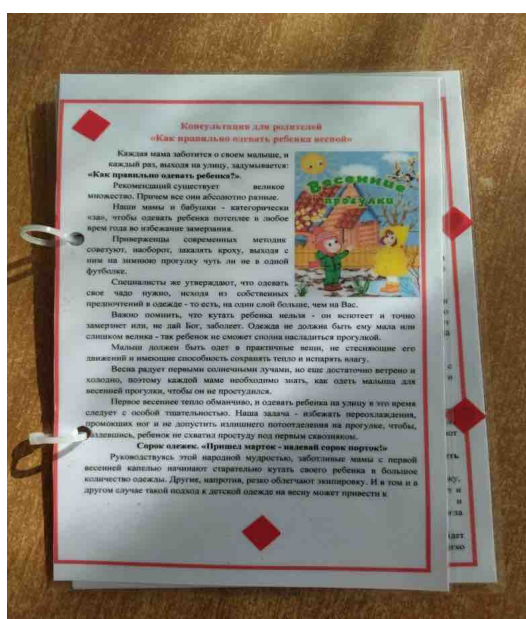 Консультация для родителей
«Как правильно одевать ребенка весной»
Каждая мама заботится о своем малыше, и
каждый раз, выходя на улицу, задумывается:
«Как правильно одевать ребенка?».
Рекомендаций существует великое
множество. Причем все они абсолютно разные.
Наши мамы и бабушки - категорически
«за», чтобы одевать ребенка потеплее в любое
врем года во избежание замерзания.
Приверженцы современных методик
советуют, наоборот, закалять кроху, выходя с
ним на зимнюю прогулку чуть ли не в одной
футболке.
Специалисты же утверждают, что одевать
свое чадо нужно, исходя из собственных
предпочтений в одежде - то есть, на один слой больше, чем на Вас.
Важно помнить, что кутать ребенка нельзя - он вспотеет и точно
замерзнет или, не дай Бог, заболеет. Одежда не должна быть ему мала или
слишком велика - так ребенок не сможет сполна насладиться прогулкой.
Малыш должен быть одет в практичные вещи, не стесняющие его
движений и имеющие способность сохранять тепло и испарять влагу.
Весна радует первыми солнечными лучами, но еще достаточно ветрено и
холодно, поэтому каждой маме необходимо знать, как одеть малыша для
весенней прогулки, чтобы он не простудился.
Первое весеннее тепло обманчиво, и одевать ребенка на улицу в это время
следует с особой тщательностью. Наша задача - избежать переохлаждения,
промокших ног и не допустить излишнего потоотделения на прогулке, чтобы,
раздевшись, ребенок не схватил простуду под первым сквозняком.
Сорок одежек. «Пришел марток - надевай сорок порток!»
Руководствуясь этой народной мудростью, заботливые мамы с первой
весенней капелью начинают старательно кутать своего ребенка в большое
количество одежды. Другие, напротив, резко облегчают экипировку. И в том и в
другом случае такой подход к детской одежде на весну может привести к
Весенние
прогулки